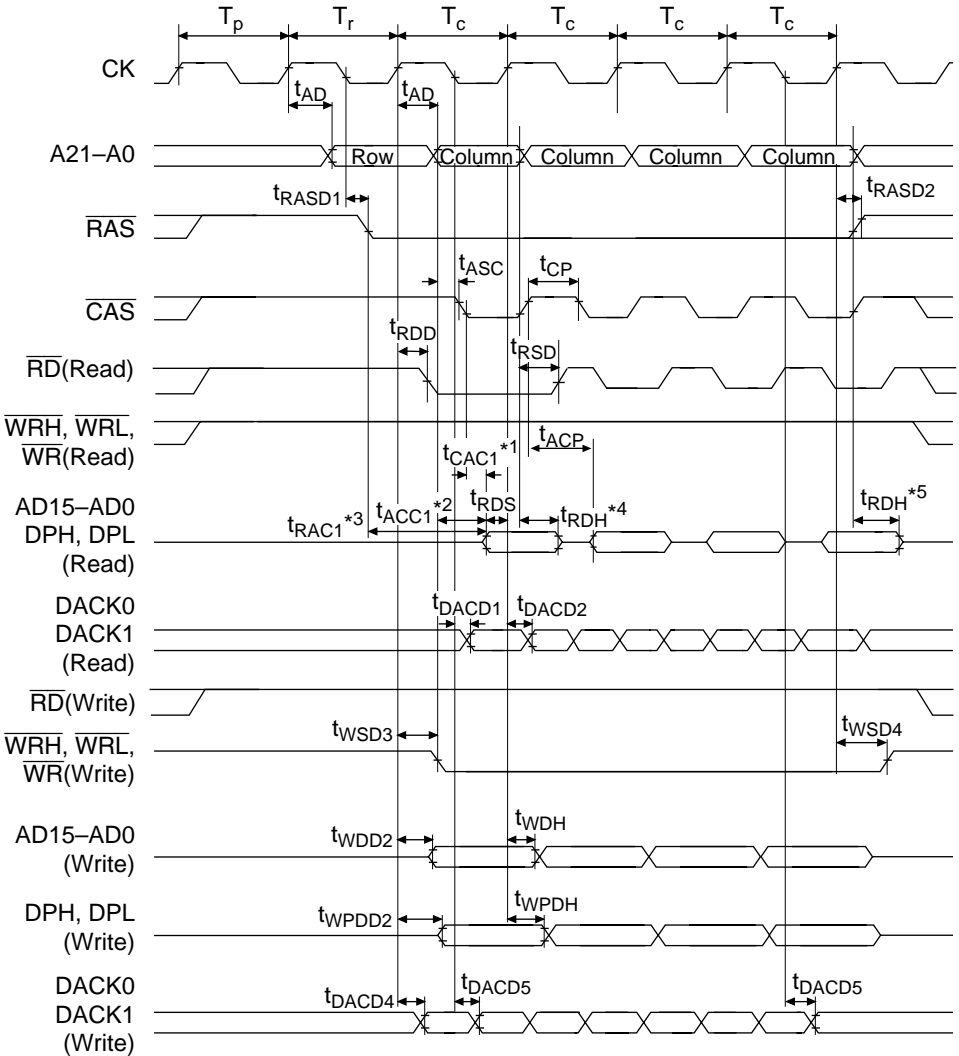 Tp Tr Tc Tc Tc Tc
CK
tAD tAD
A21–A0 Row Column Column Column Column
tRASD1 tRASD2
RAS
tASC tCP
CAS
tRDD tRSD
RD(Read)
WRH, WRL,
WR(Read)
tACP
tCAC1*1
AD15–AD0
DPH, DPL
(Read)
tRAC1*3 tACC1*2 tRDS tRDH*4 tRDH*5
DACK0
DACK1
(Read)
tDACD1 tDACD2
RD(Write)
WRH, WRL,
WR(Write)
tWSD3 tWSD4
AD15–AD0
(Write)
tWDD2 tWDH
DPH, DPL
(Write)
tWPDD2 tWPDH
DACK0
DACK1
(Write)
tDACD4 tDACD5 tDACD5